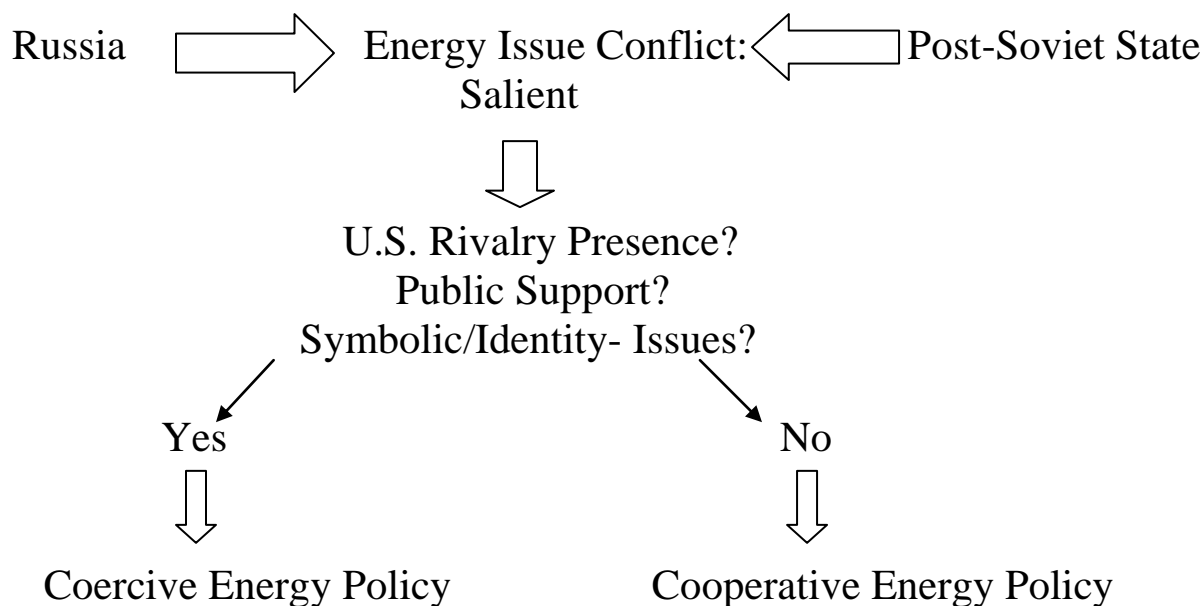 Russia Energy Issue Conflict: Post-Soviet State
Salient
U.S. Rivalry Presence?
Public Support?
Symbolic/Identity- Issues?
Yes No
Coercive Energy Policy Cooperative Energy Policy